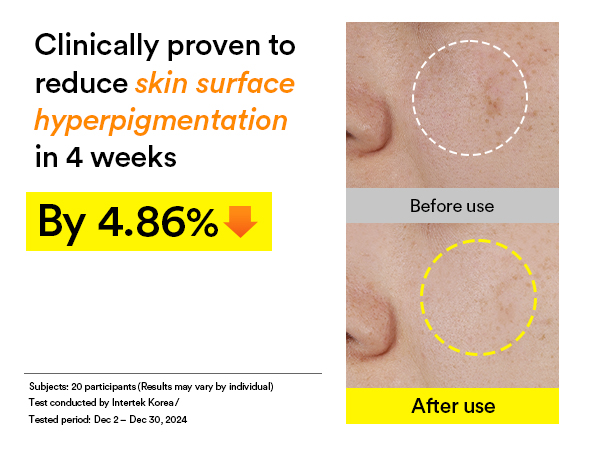 Clinically proven to
reduce skin surface
hyperpigmentation
in 4 weeks
By 4.86%
Subjects: 20 participants (Results may vary by individual)
Test conducted by Intertek Korea /
Tested period: Dec 2 – Dec 30, 2024
Before use
After use